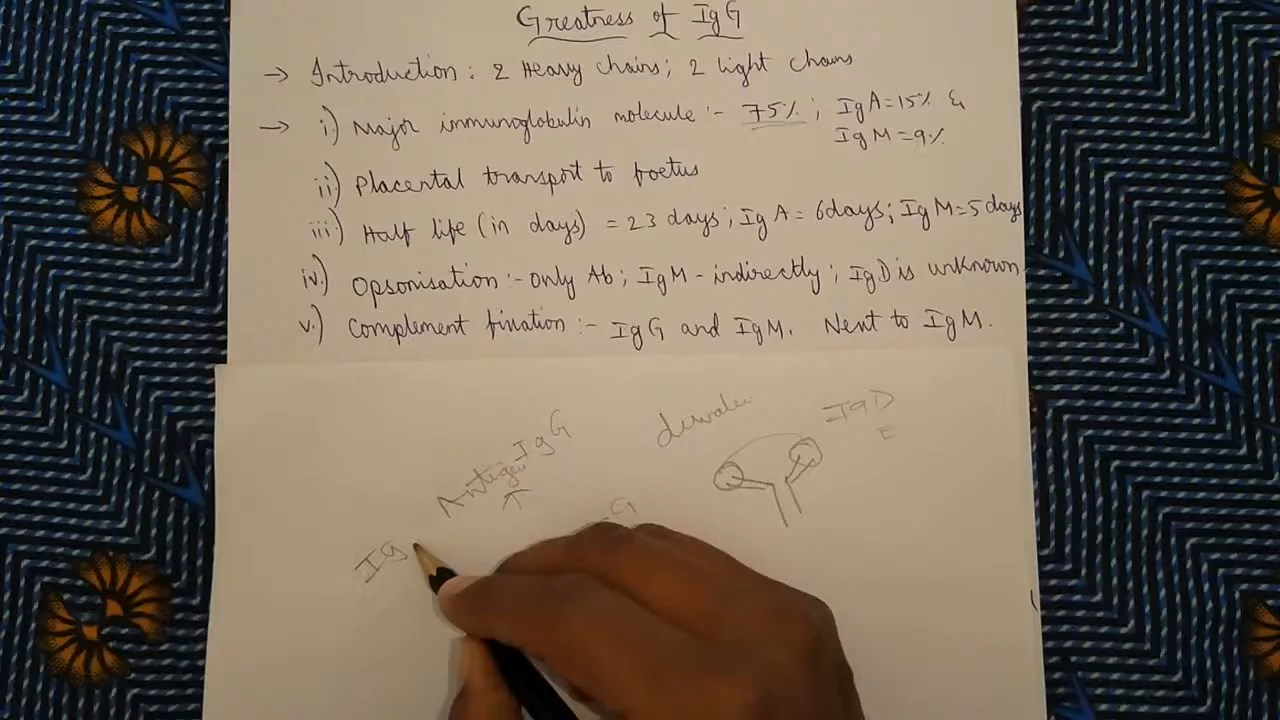 Greatness of IgG
→ Introduction : 2 Heavy chains; 2 light chains
→ i) Major immunoglobulin molecule :- 75% ; IgA = 15% &
IgM = 9%
ii) Placental transport to foetus
iii) Half life (in days) = 23 days; IgA = 6days; IgM = 5 days
iv) Opsonisation :- Only Ab; IgM - indirectly; IgD is unknown
v.) Complement fixation :- IgG and IgM. Next to IgM.
IgG
Antigen
IgD
E
G
Ig